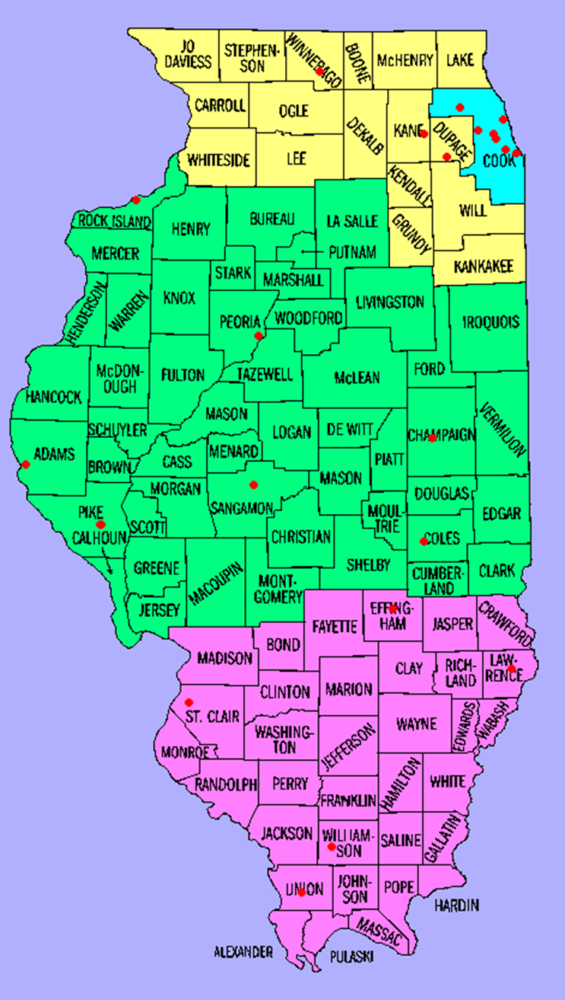 JO
DAVIESS
STEPHEN-
SON
WINNEBAGO
BOONE
McHENRY
LAKE
CARROLL
OGLE
DEKALB
KANE
DUPAGE
COOK
WHITESIDE
LEE
KENDALL
WILL
GRUNDY
KANKAKEE
ROCK ISLAND
HENRY
BUREAU
LA SALLE
PUTNAM
MERCER
STARK
MARSHALL
HENDERSON
WARREN
KNOX
PEORIA
WOODFORD
LIVINGSTON
IROQUOIS
HANCOCK
McDON-
OUGH
FULTON
TAZEWELL
McLEAN
FORD
VERMILION
MASON
LOGAN
DE WITT
CHAMPAIGN
SCHUYLER
ADAMS
BROWN
CASS
MENARD
PIATT
MASON
MORGAN
SANGAMON
DOUGLAS
PIKE
SCOTT
MOUL-
TRIE
EDGAR
CALHOUN
CHRISTIAN
COLES
GREENE
MACOUPIN
MONT-
GOMERY
SHELBY
CUMBER-
LAND
CLARK
JERSEY
FAYETTE
EFFING-
HAM
JASPER
CRAWFORD
MADISON
BOND
CLAY
RICH-
LAND
LAW-
RENCE
CLINTON
MARION
ST. CLAIR
WAYNE
EDWARDS
WABASH
WASHING-
TON
JEFFERSON
MONROE
RANDOLPH
PERRY
FRANKLIN
HAMILTON
WHITE
JACKSON
WILLIAM-
SON
SALINE
GALLATIN
UNION
JOHN-
SON
POPE
HARDIN
MASSAC
ALEXANDER
PULASKI